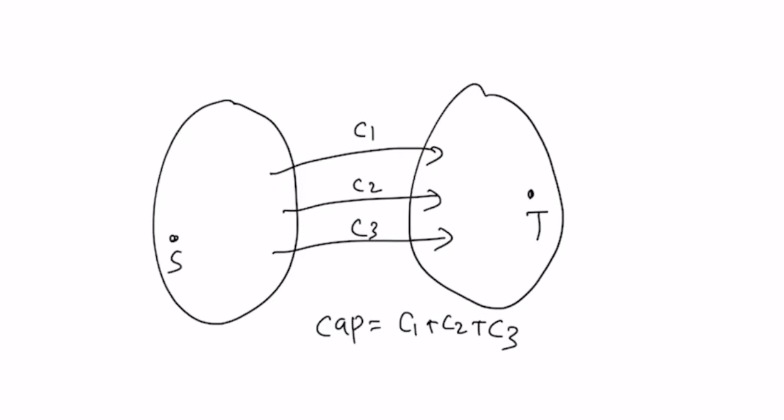 C1
C2
C3
S
T
Cap = C1 + C2 + C3